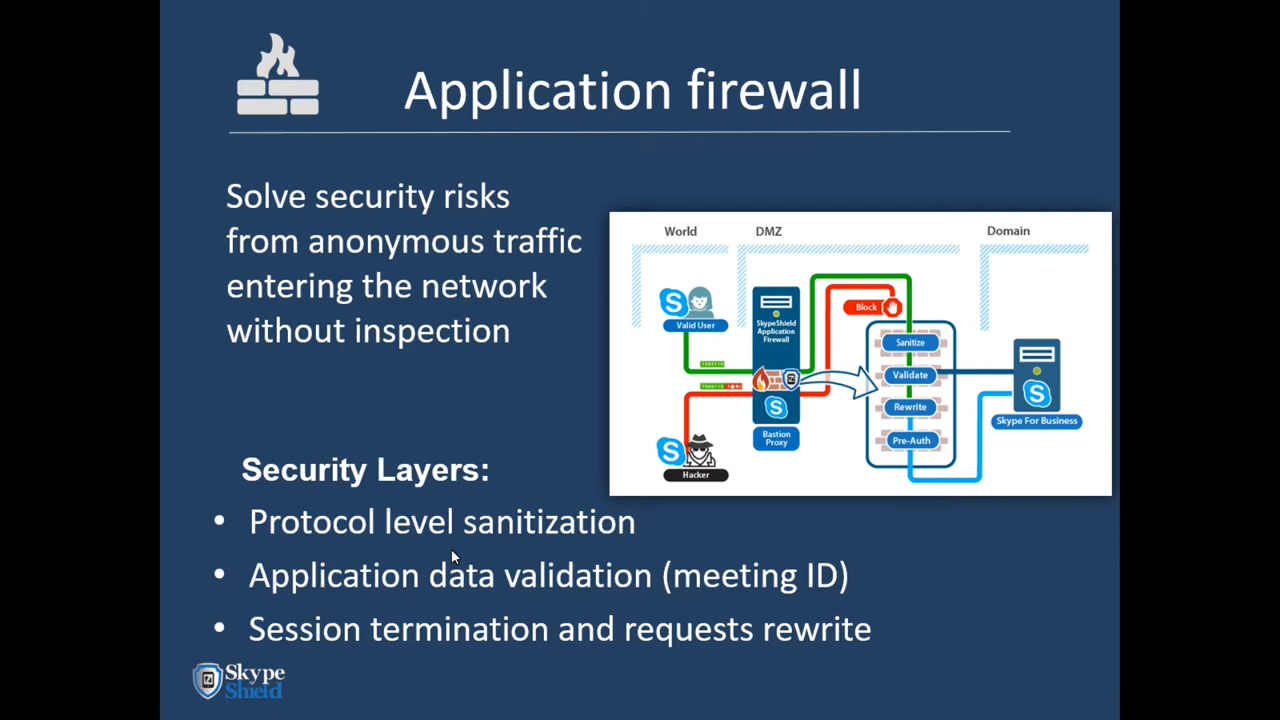 Application firewall
Solve security risks
from anonymous traffic
entering the network
without inspection
World
DMZ
Domain
Valid User
SkypeShield
Application
Firewall
Block
Sanitize
Validate
Rewrite
Pre-Auth
Bastion
Proxy
Skype For Business
Hacker
Security Layers:
• Protocol level sanitization
• Application data validation (meeting ID)
• Session termination and requests rewrite
Skype
Shield